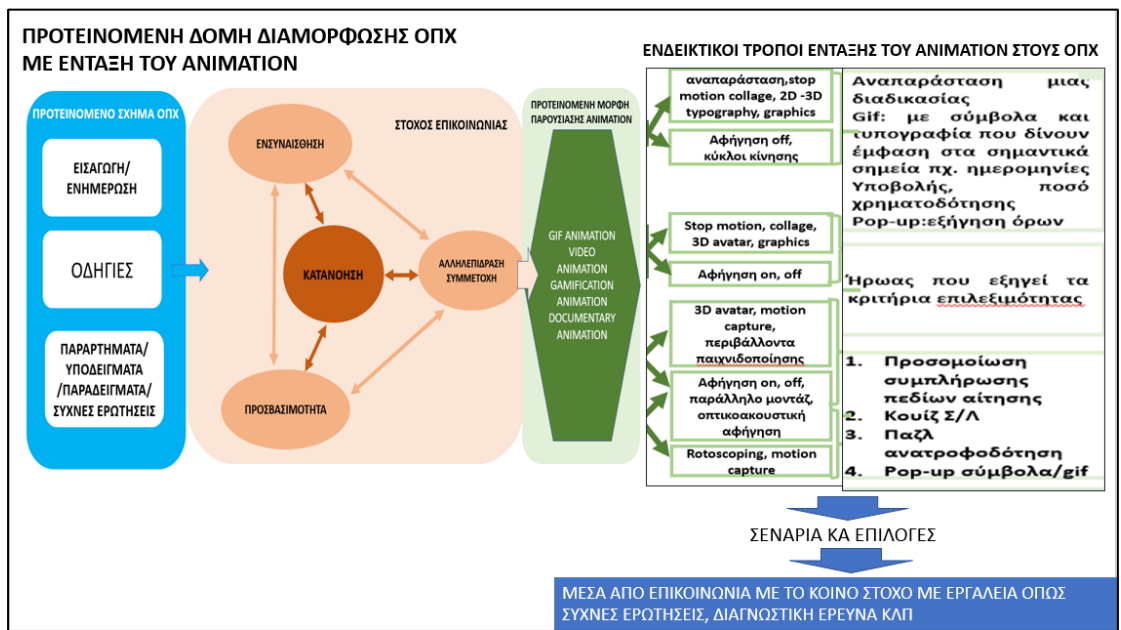 ΠΡΟΤΕΙΝΟΜΕΝΗ ΔΟΜΗ ΔΙΑΜΟΡΦΩΣΗΣ ΟΠΧ
ΜΕ ΕΝΤΑΞΗ ΤΟΥ ANIMATION
ΠΡΟΤΕΙΝΟΜΕΝΟ ΣΧΗΜΑ ΟΠΧ
ΕΙΣΑΓΩΓΗ/
ΕΝΗΜΕΡΩΣΗ
ΟΔΗΓΙΕΣ
ΠΑΡΑΡΤΗΜΑΤΑ/
ΥΠΟΔΕΙΓΜΑΤΑ
/ΠΑΡΑΔΕΙΓΜΑΤΑ/
ΣΥΧΝΕΣ ΕΡΩΤΗΣΕΙΣ
ΣΤΟΧΟΣ ΕΠΙΚΟΙΝΩΝΙΑΣ
ΕΝΣΥΝΑΙΣΘΗΣΗ
ΚΑΤΑΝΟΗΣΗ
ΑΛΛΗΛΕΠΙΔΡΑΣΗ
ΣΥΜΜΕΤΟΧΗ
ΠΡΟΣΒΑΣΙΜΟΤΗΤΑ
ΠΡΟΤΕΙΝΟΜΕΝΗ ΜΟΡΦΗ
ΠΑΡΟΥΣΙΑΣΗΣ ANIMATION
GIF ANIMATION
VIDEO
ANIMATION
GAMIFICATION
ANIMATION
DOCUMENTARY
ANIMATION
ΕΝΔΕΙΚΤΙΚΟΙ ΤΡΟΠΟΙ ΕΝΤΑΞΗΣ ΤΟΥ ANIMATION ΣΤΟΥΣ ΟΠΧ
αναπαράσταση,stop
motion collage, 2D -3D
typography, graphics
Αφήγηση off,
κύκλοι κίνησης
Stop motion, collage,
3D avatar, graphics
Αφήγηση on, off
3D avatar, motion
capture,
περιβάλλοντα
παιχνιδοποίησης
Αφήγηση on, off,
παράλληλο μοντάζ,
οπτικοακουστική
αφήγηση
Rotoscoping, motion
capture
Αναπαράσταση μιας
διαδικασίας
Gif: με σύμβολα και
τυπογραφία που δίνουν
έμφαση στα σημαντικά
σημεία πχ. ημερομηνίες
Υποβολής, ποσό
χρηματοδότησης
Pop-up:εξήγηση όρων
Ήρωας που εξηγεί τα
κριτήρια επιλεξιμότητας
1. Προσομοίωση
συμπλήρωσης
πεδίων αίτησης
2. Κουίζ Σ/Λ
3. Παζλ
ανατροφοδότηση
4. Pop-up σύμβολα/gif
ΣΕΝΑΡΙΑ ΚΑ ΕΠΙΛΟΓΕΣ
ΜΕΣΑ ΑΠΟ ΕΠΙΚΟΙΝΩΝΙΑ ΜΕ ΤΟ ΚΟΙΝΟ ΣΤΟΧΟ ΜΕ ΕΡΓΑΛΕΙΑ ΟΠΩΣ
ΣΥΧΝΕΣ ΕΡΩΤΗΣΕΙΣ, ΔΙΑΓΝΩΣΤΙΚΗ ΕΡΕΥΝΑ ΚΛΠ